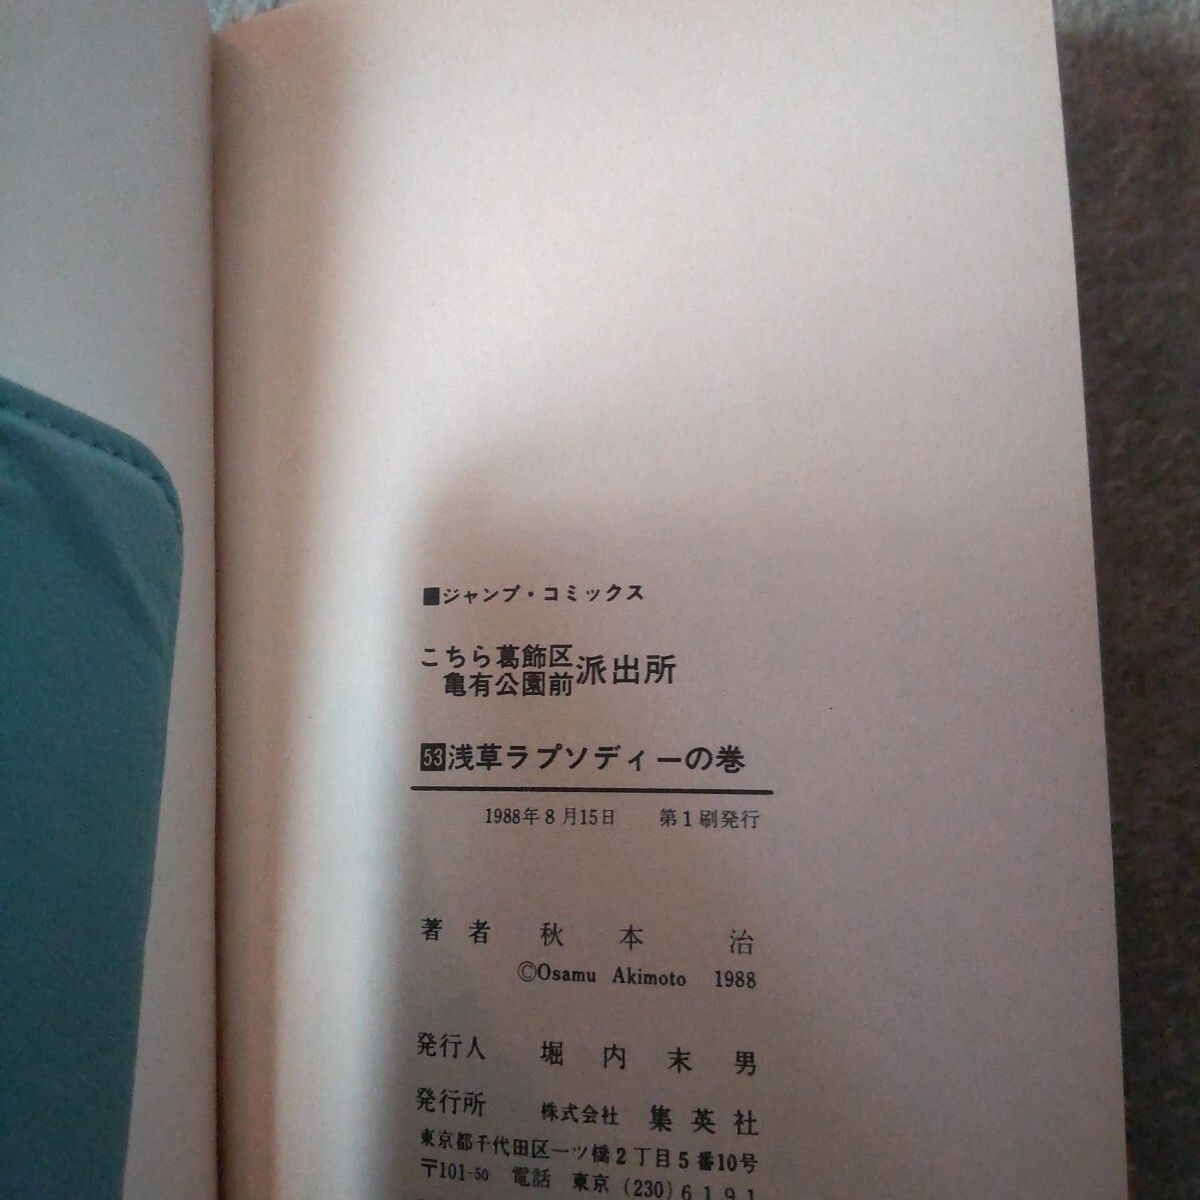 ■ジャンプ・コミックス
こちら葛飾区
亀有公園前派出所
53浅草ラプソディーの巻
1988年8月15日 第1刷発行
著者 秋本治
©Osamu Akimoto 1988
発行人 堀内末男
発行所 株式会社 集英社
東京都千代田区一ツ橋2丁目5番10号
〒101-50 電話 東京 (230) 6191